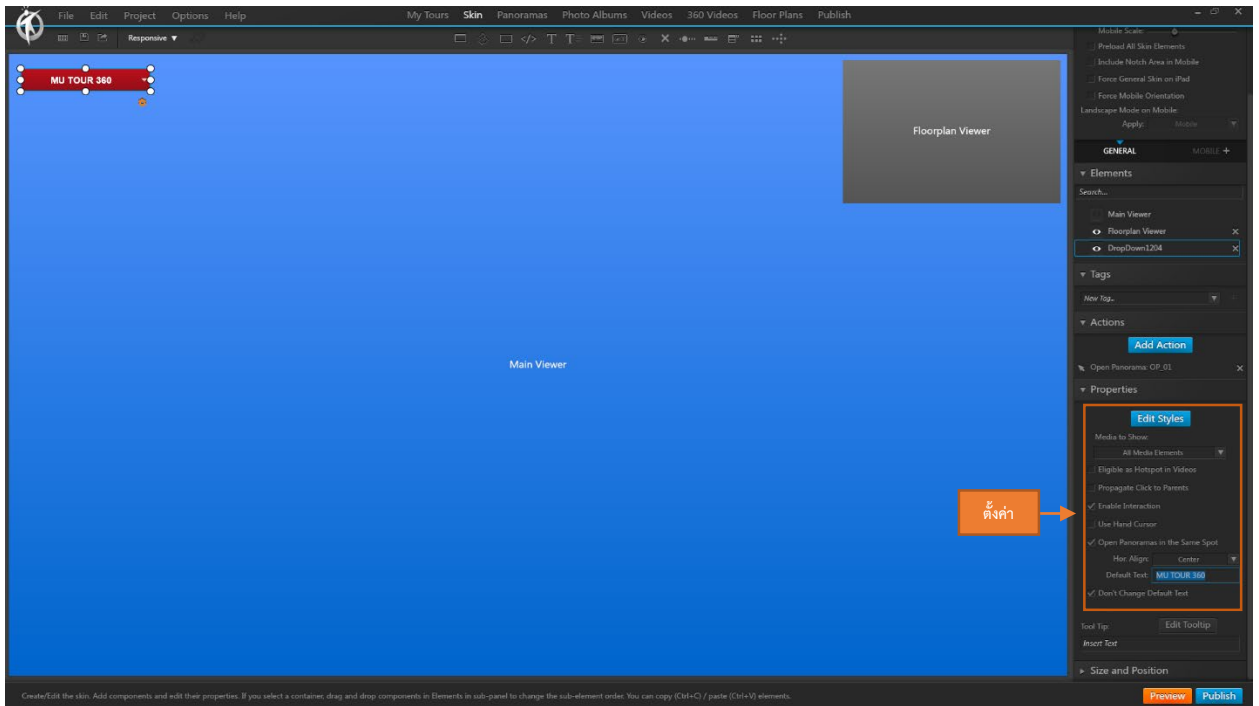 File Edit Project Options Help My Tours Skin Panoramas Photo Albums Videos 360 Videos Floor Plans Publish
Responsive
Mobile Scale:
Preload All Skin Elements
Include Notch Area in Mobile
Force General Skin on iPad
Force Mobile Orientation
Landscape Mode on Mobile:
Apply: Mobile
MU TOUR 360
Floorplan Viewer
GENERAL MOBILE +
Elements
Search...
Main Viewer
Floorplan Viewer
DropDown1204
Tags
New Tag...
Actions
Add Action
Open Panorama: OP_01
Main Viewer
Properties
Edit Styles
Media to Show:
All Media Elements
Eligible as Hotspot in Videos
Propagate Click to Parents
Enable Interaction
ตั้งค่า
Use Hand Cursor
Open Panoramas in the Same Spot
Hor. Align: Center
Default Text: MU TOUR 360
Don't Change Default Text
Tool Tip: Edit Tooltip
Insert Text
Size and Position
Create/Edit the skin. Add components and edit their properties. If you select a container, drag and drop components in Elements in sub-panel to change the sub-element order. You can copy (Ctrl+C) / paste (Ctrl+V) elements.
Preview Publish